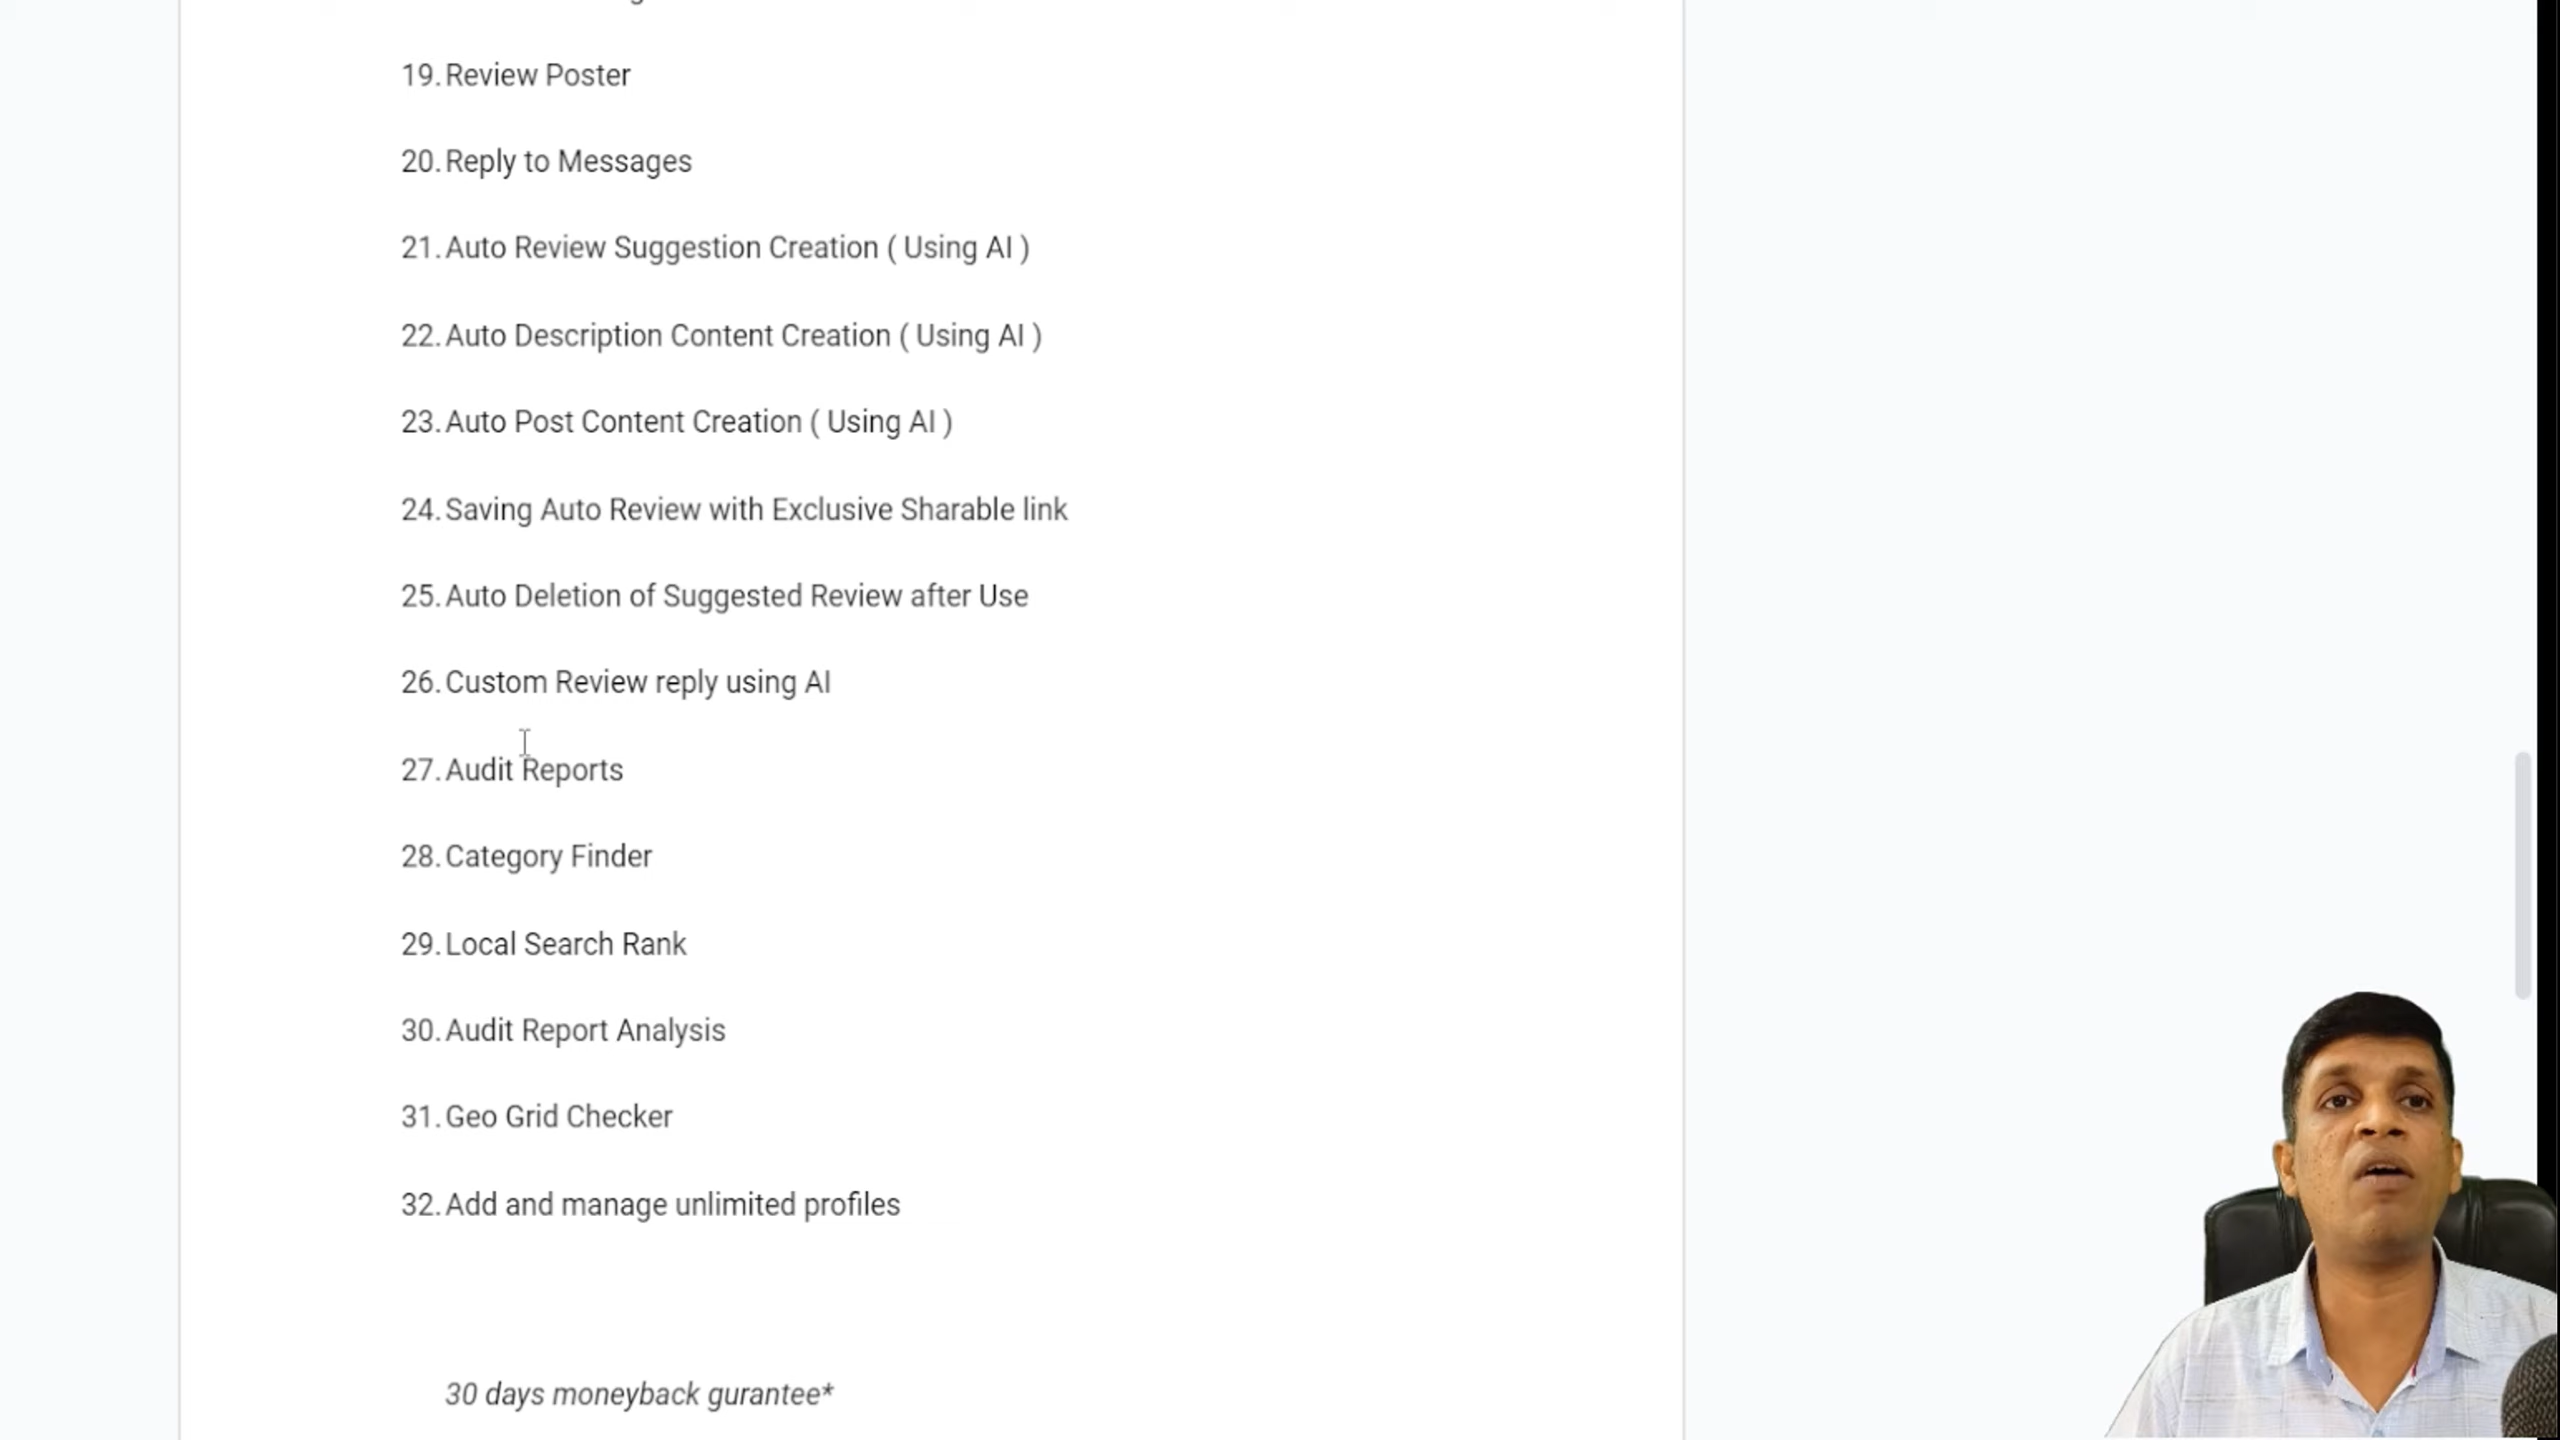 19. Review Poster
20. Reply to Messages
21. Auto Review Suggestion Creation ( Using AI )
22. Auto Description Content Creation ( Using AI )
23. Auto Post Content Creation ( Using AI )
24. Saving Auto Review with Exclusive Sharable link
25. Auto Deletion of Suggested Review after Use
26. Custom Review reply using AI
27. Audit Reports
28. Category Finder
29. Local Search Rank
30. Audit Report Analysis
31. Geo Grid Checker
32. Add and manage unlimited profiles
30 days moneyback gurantee*